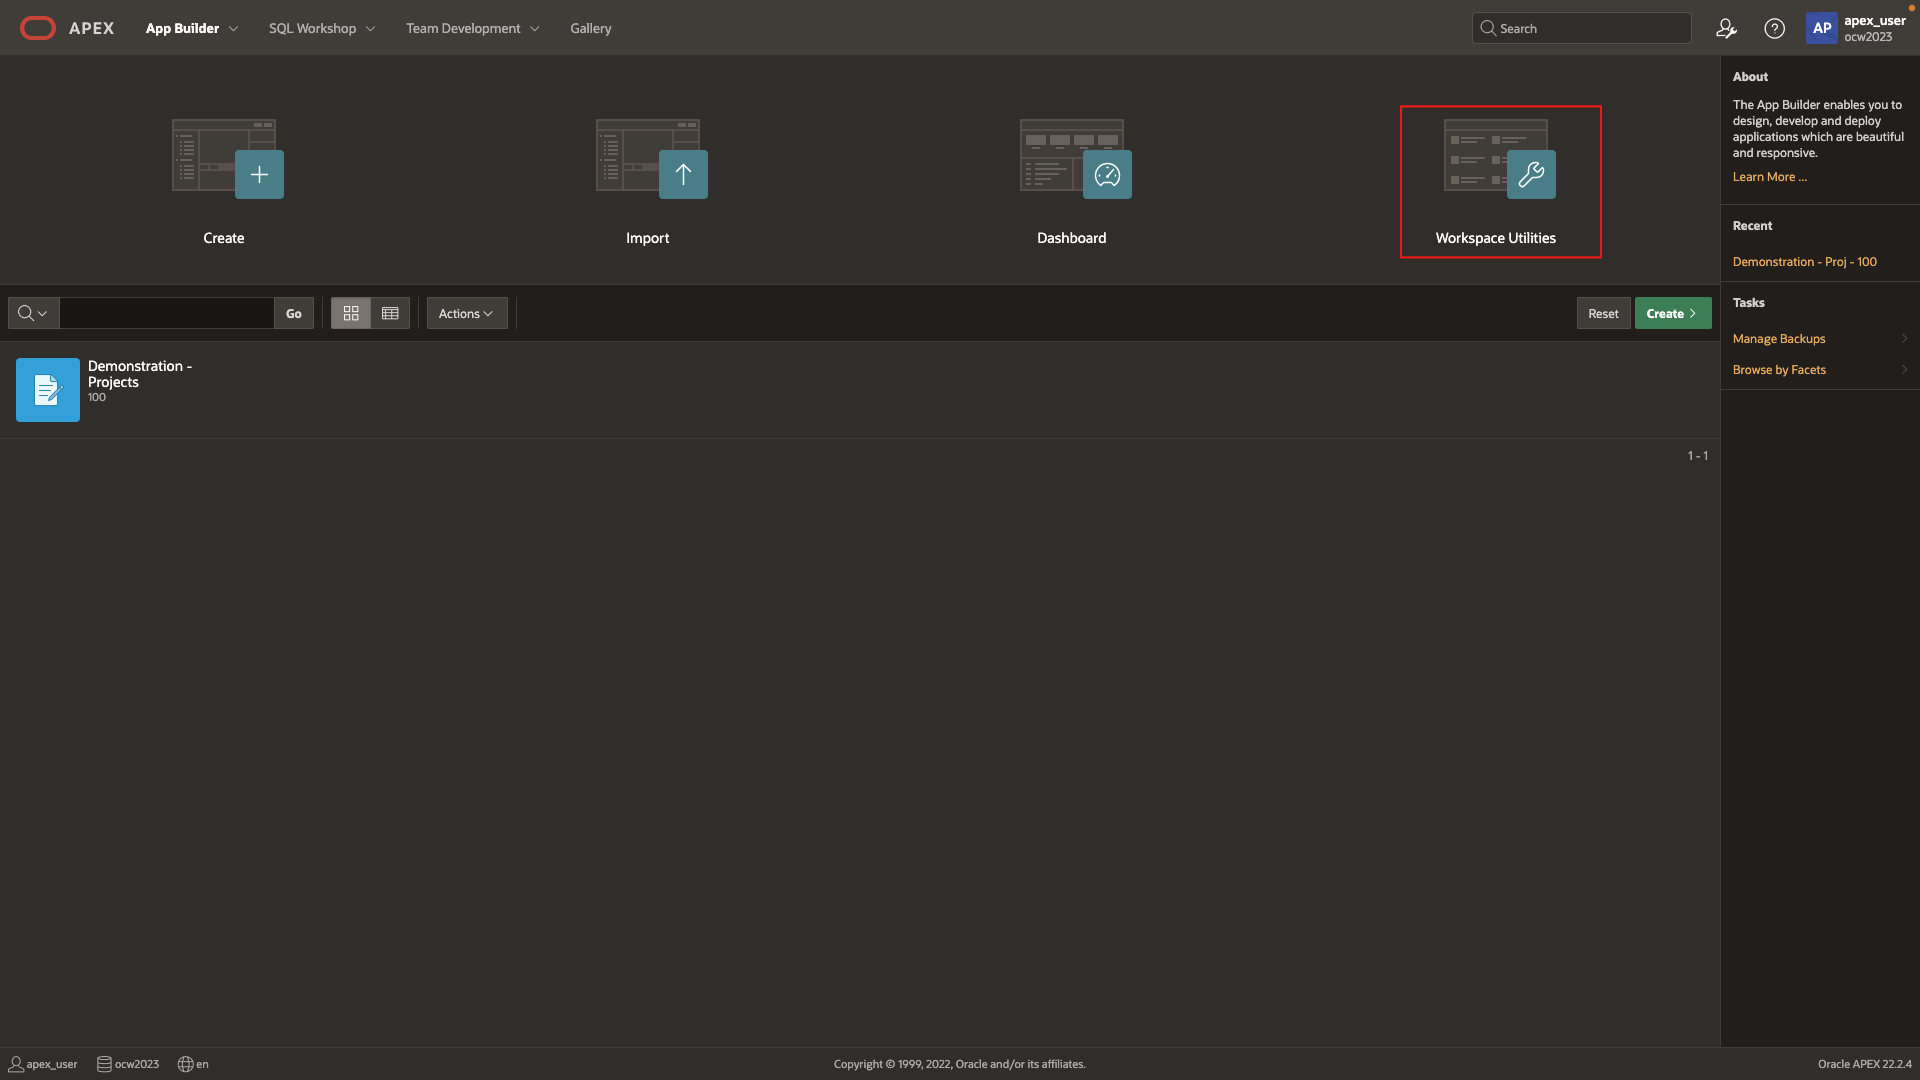 APEX
App Builder
SQL Workshop
Team Development
Gallery
Search
AP
apex_user
ocw2023
Create
Import
Dashboard
Workspace Utilities
About
The App Builder enables you to
design, develop and deploy
applications which are beautiful
and responsive.
Learn More ...
Recent
Demonstration - Proj - 100
Tasks
Manage Backups
Browse by Facets
Go
Actions
Reset
Create
Demonstration -
Projects
100
1 - 1
apex_user
ocw2023
en
Copyright © 1999, 2022, Oracle and/or its affiliates.
Oracle APEX 22.2.4